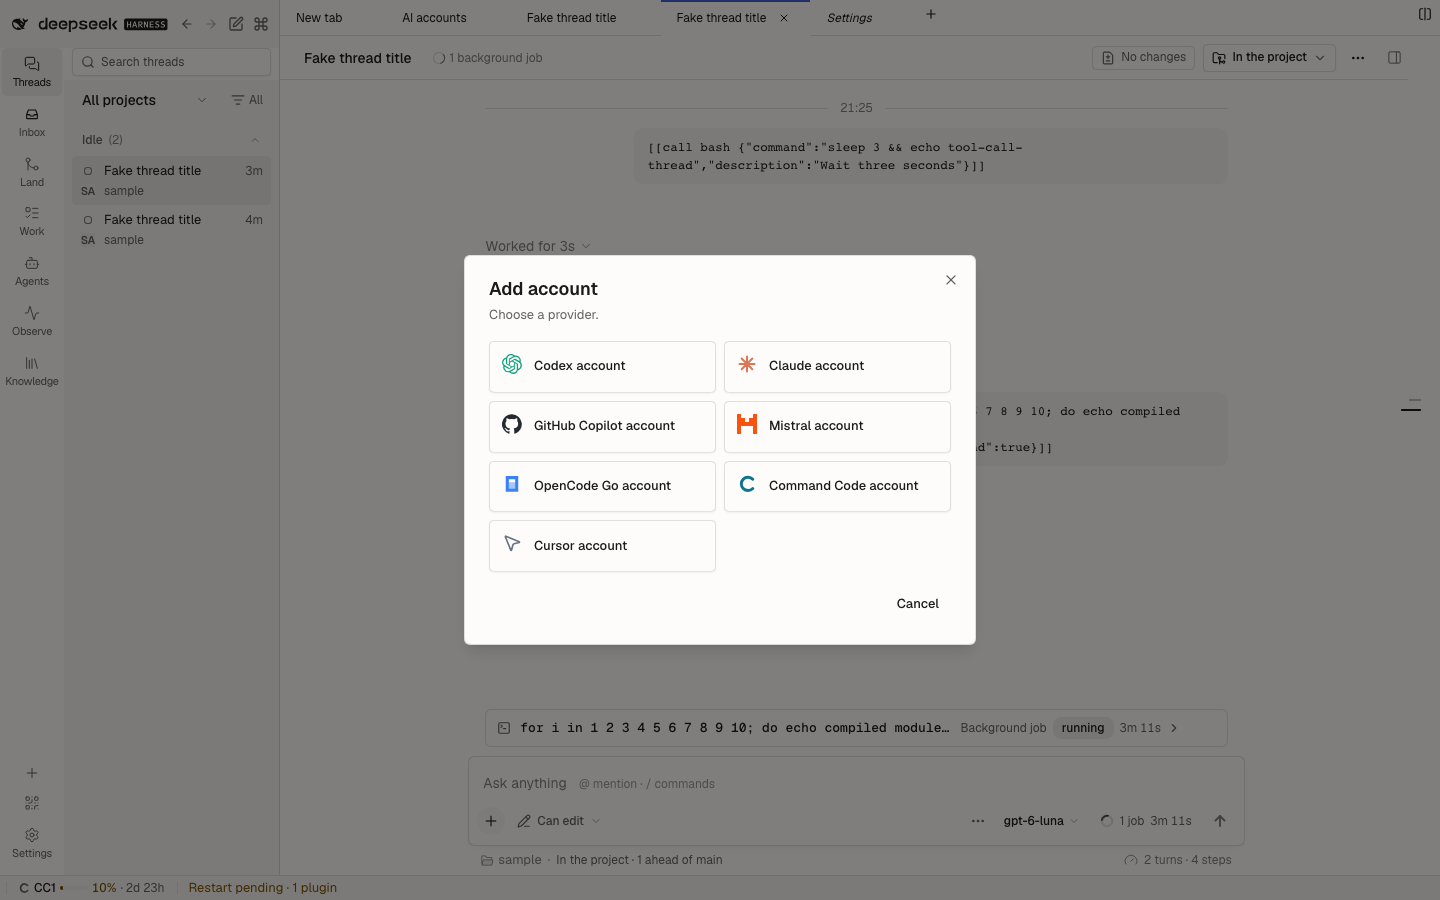 deepseek HARNESS
New tab
AI accounts
Fake thread title
Fake thread title
Settings
Threads
Inbox
Land
Work
Agents
Observe
Knowledge
Settings
Search threads
All projects
All
Idle (2)
Fake thread title 3m
SA sample
Fake thread title 4m
SA sample
Fake thread title
1 background job
No changes
In the project
21:25
[[call bash {"command":"sleep 3 && echo tool-call-
thread","description":"Wait three seconds"}]]
Worked for 3s
Add account
Choose a provider.
Codex account
Claude account
GitHub Copilot account
Mistral account
OpenCode Go account
Command Code account
Cursor account
Cancel
7 8 9 10; do echo compiled
":true}]]
for i in 1 2 3 4 5 6 7 8 9 10; do echo compiled module…
Background job
running
3m 11s
Ask anything
@ mention · / commands
Can edit
gpt-6-luna
1 job 3m 11s
sample · In the project · 1 ahead of main
2 turns · 4 steps
C CC1 10% · 2d 23h
Restart pending · 1 plugin